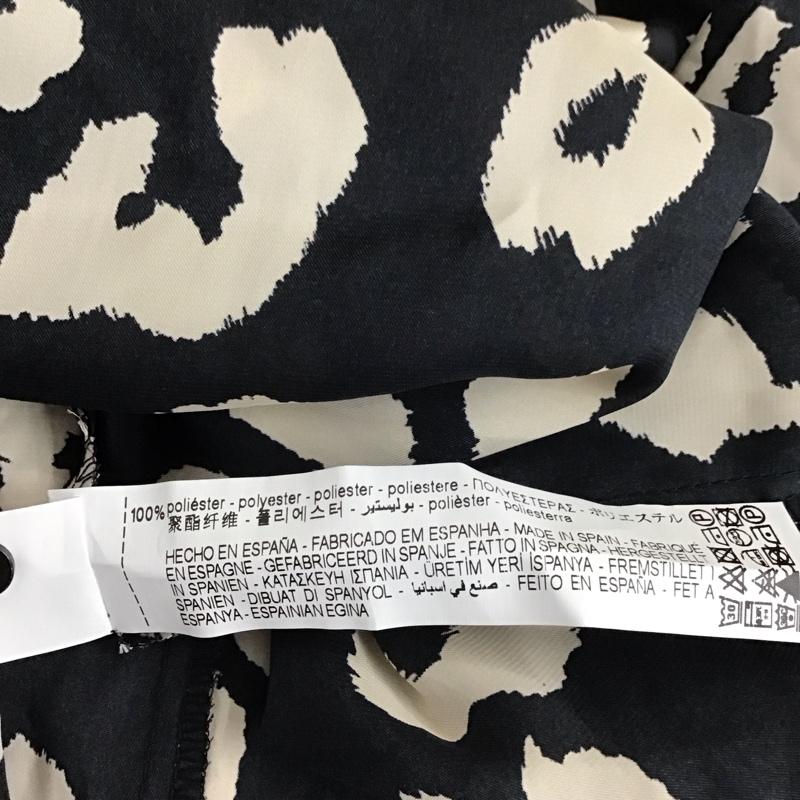 100% poliéster - polyester - poliester - poliestere - ΠΟΛΥΕΣΤΕΡΑΣ - ポリエステル
聚酯纤维 - 폴리에스터 - بوليستير - polièster - poliesterra
HECHO EN ESPAÑA - FABRICADO EM ESPANHA - MADE IN SPAIN - FABRIQUÉ
EN ESPAGNE - GEFABRICEERD IN SPANJE - FATTO IN SPAGNA - HERGESTELLT
IN SPANIEN - ΚΑΤΑΣΚΕΥΗ ΙΣΠΑΝΙΑ - ÜRETİM YERİ İSPANYA - FREMSTILLET I
SPANIEN - DIBUAT DI SPANYOL - صنع في اسبانيا - FEITO EN ESPAÑA - FET A
ESPANYA - ESPAINIAN EGINA
30